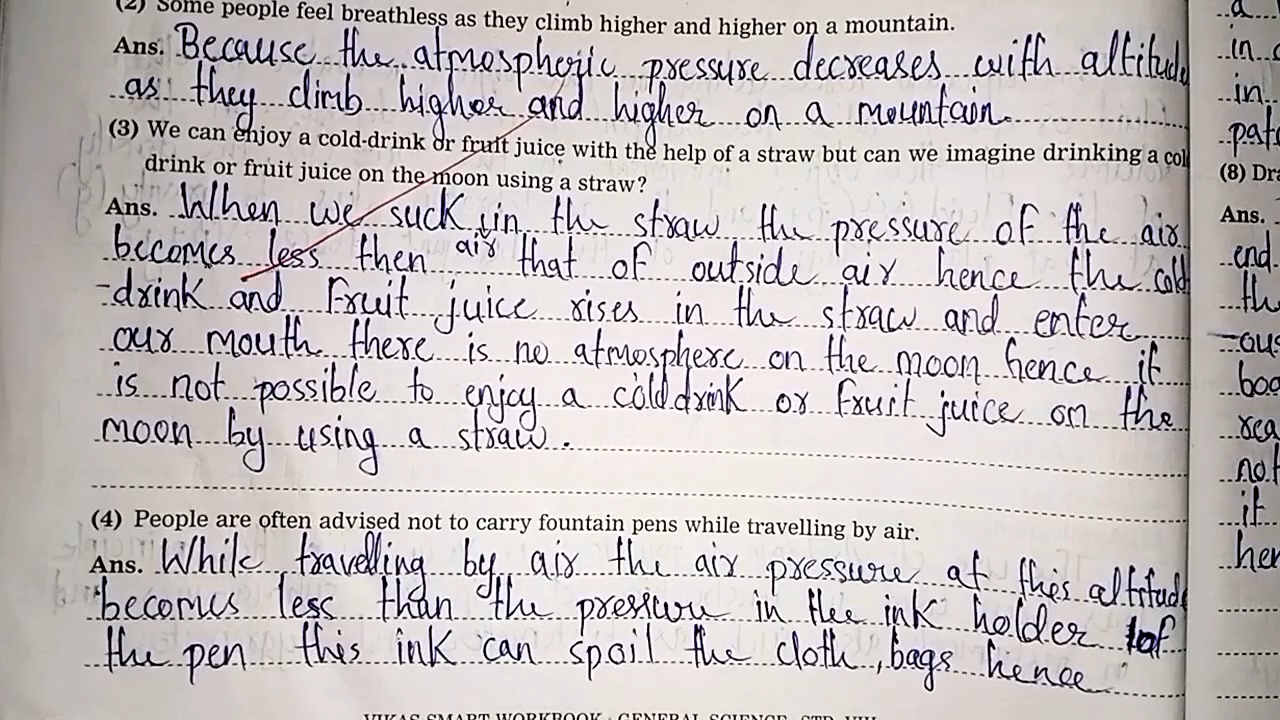 (2) Some people feel breathless as they climb higher and higher on a mountain.
Ans. Because the atmospheric pressure decreases with altitude
as they climb higher and higher on a mountain.
(3) We can enjoy a cold-drink or fruit juice with the help of a straw but can we imagine drinking a col
drink or fruit juice on the moon using a straw?
Ans. When we suck in the straw the pressure of the air
becomes less then air that of outside air hence the cold
-drink and fruit juice rises in the straw and enter
our mouth there is no atmosphere on the moon hence it
is not possible to enjoy a cold drink or fruit juice on the
moon by using a straw.
(4) People are often advised not to carry fountain pens while travelling by air.
Ans. While travelling by air the air pressure at this altitude
becomes less than the pressure in the ink holder of
the pen this ink can spoil the cloth, bags hence
VIKAS SMART WORKBOOK : GENERAL SCIENCE, STD. VIII
a
in
in
pat
(8) Dra
Ans.
end
the
ous
boo
rea
not
it
her